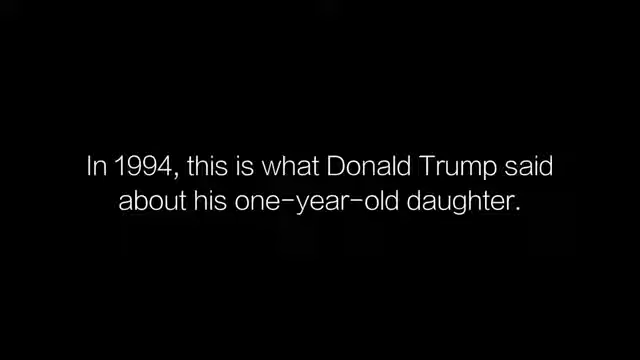 In 1994, this is what Donald Trump said
about his one-year-old daughter.